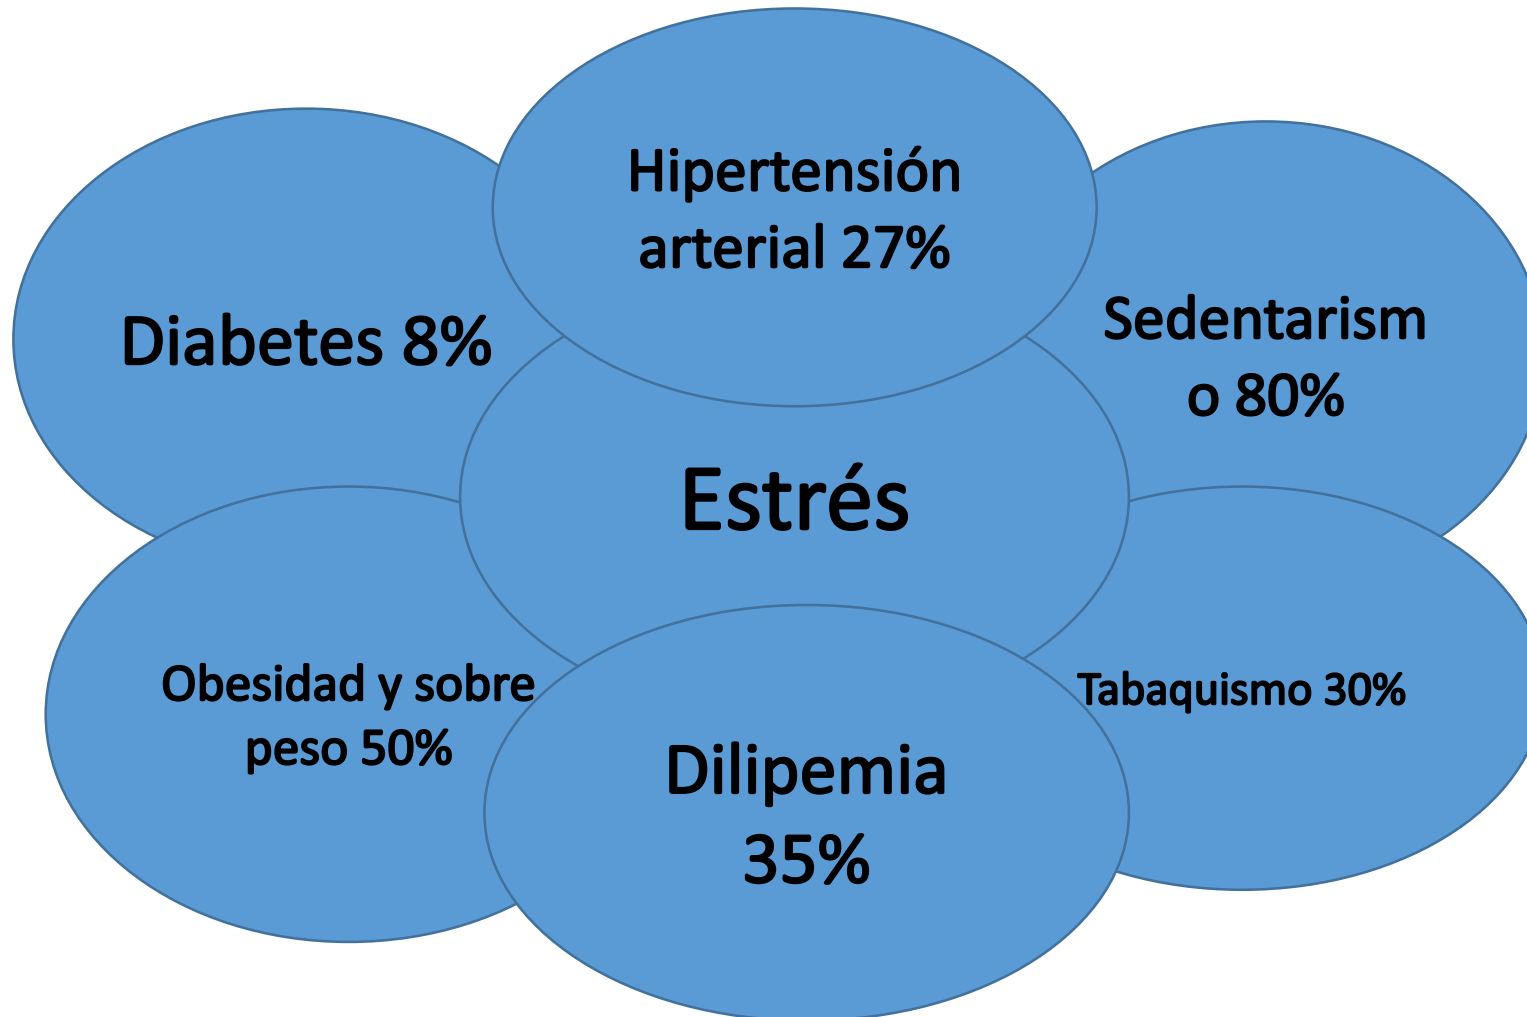 Hipertensión
arterial 27%
Diabetes 8%
Sedentarism
o 80%
Estrés
Obesidad y sobre
peso 50%
Tabaquismo 30%
Dilipemia
35%